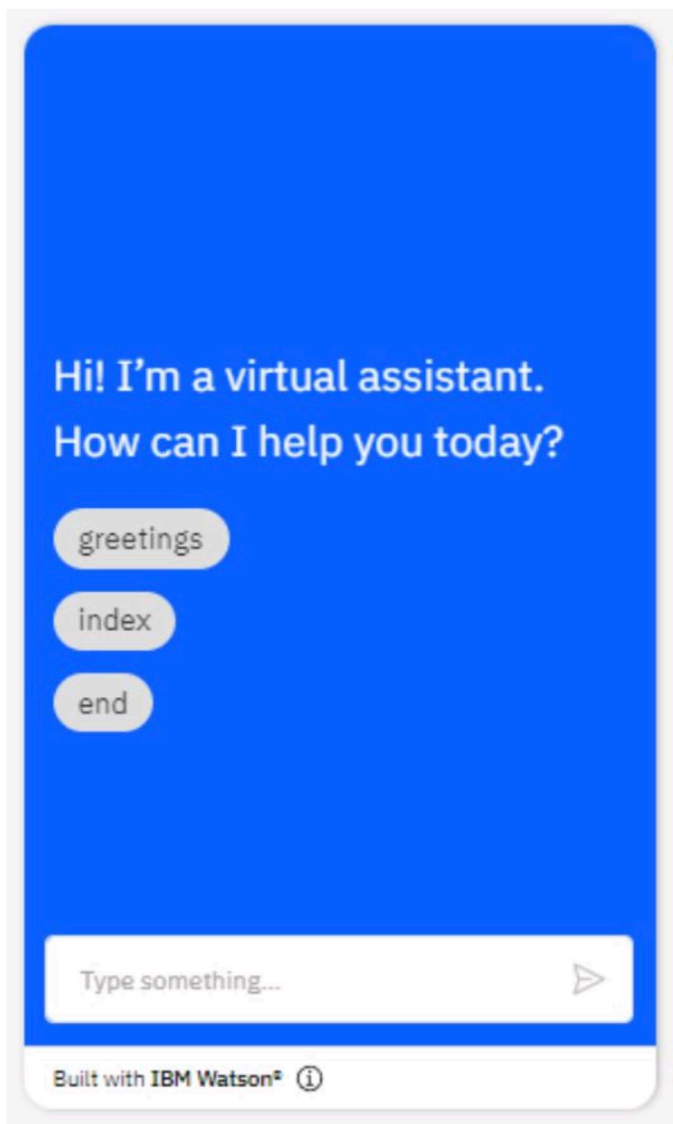 Hi! I’m a virtual assistant.
How can I help you today?
greetings
index
end
Type something...
Built with IBM Watson®